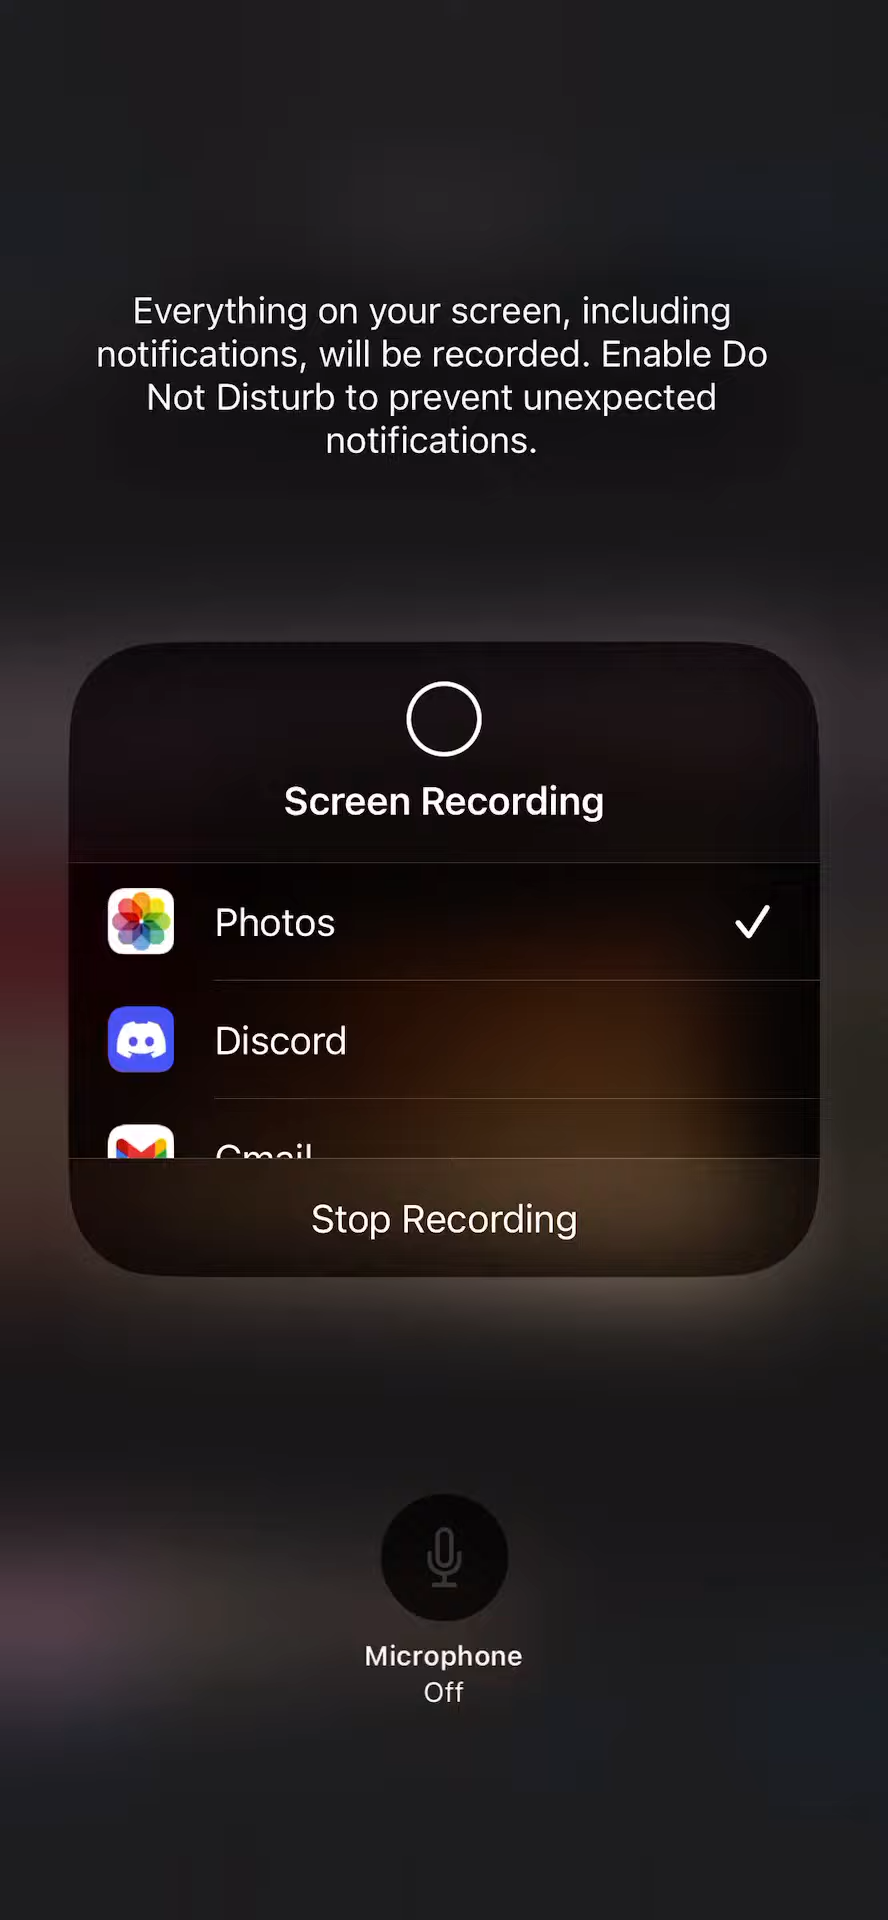 Everything on your screen, including
notifications, will be recorded. Enable Do
Not Disturb to prevent unexpected
notifications.
Screen Recording
Photos
Discord
Gmail
Stop Recording
Microphone
Off